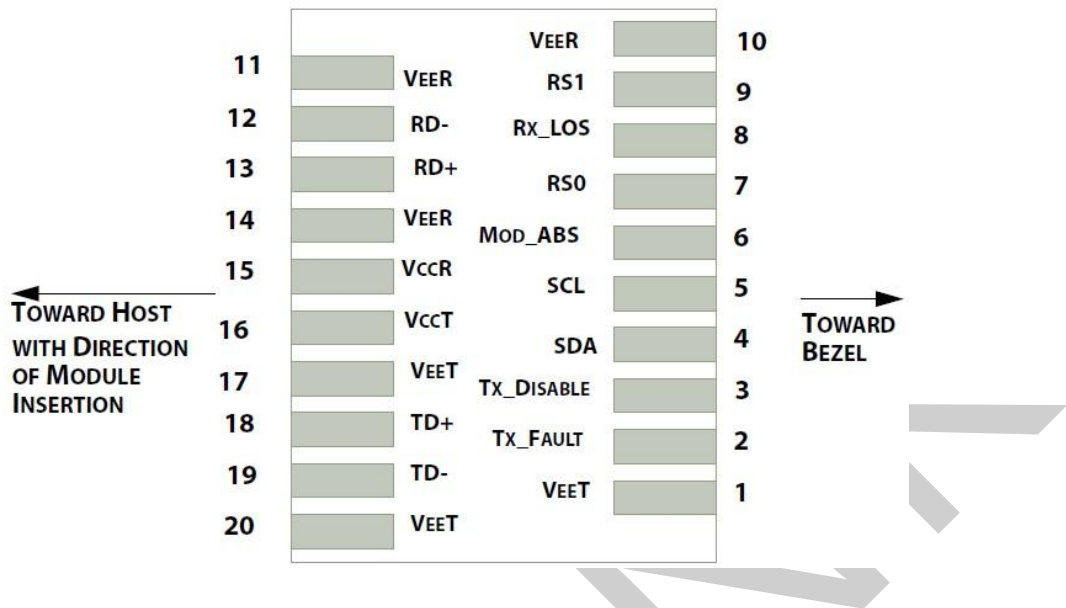 VEER 10
11 VEER
RS1 9
12 RD-
Rx_LOS 8
13 RD+
RS0 7
14 VEER
MOD_ABS 6
15 VccR
SCL 5
TOWARD HOST
WITH DIRECTION
OF MODULE
INSERTION
16 VccT
TOWARD
BEZEL
SDA 4
17 VEET
TX_DISABLE 3
18 TD+
TX_FAULT 2
19 TD-
VEET 1
20 VEET